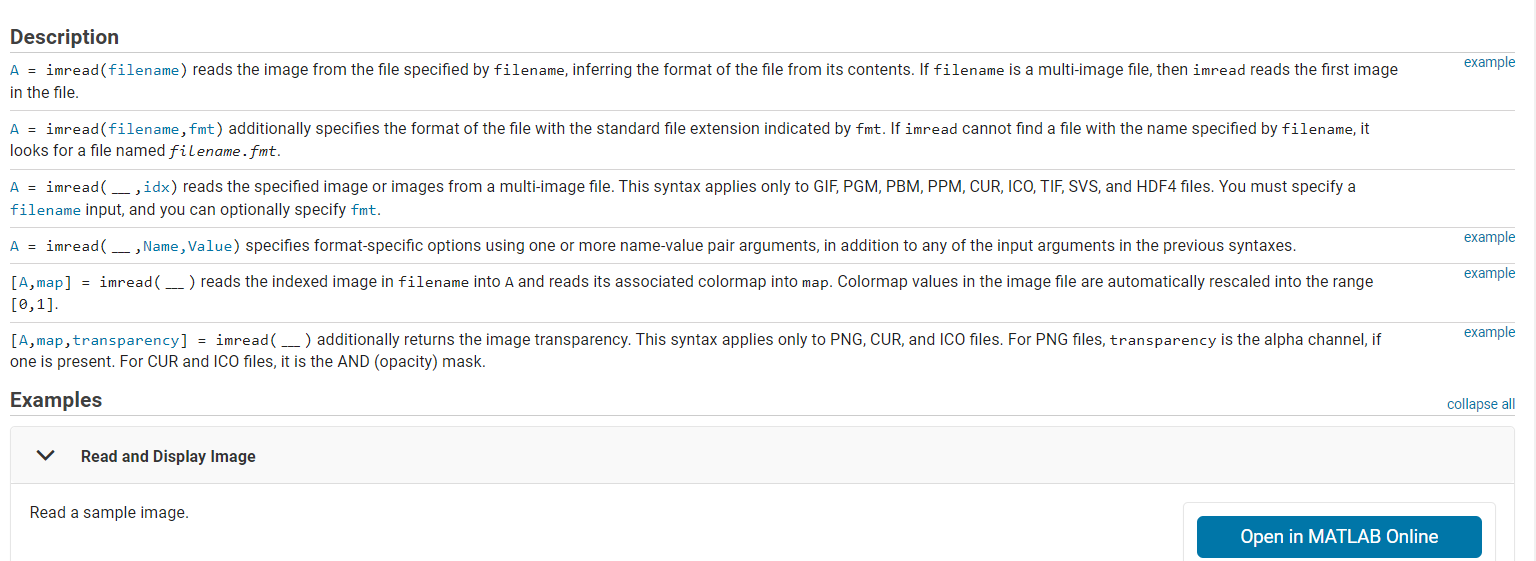 Description
A = imread(filename) reads the image from the file specified by filename, inferring the format of the file from its contents. If filename is a multi-image file, then imread reads the first image
in the file.
example
A = imread(filename,fmt) additionally specifies the format of the file with the standard file extension indicated by fmt. If imread cannot find a file with the name specified by filename, it
looks for a file named filename.fmt.
A = imread(___,idx) reads the specified image or images from a multi-image file. This syntax applies only to GIF, PGM, PBM, PPM, CUR, ICO, TIF, SVS, and HDF4 files. You must specify a
filename input, and you can optionally specify fmt.
A = imread(___,Name,Value) specifies format-specific options using one or more name-value pair arguments, in addition to any of the input arguments in the previous syntaxes.
example
[A,map] = imread(___) reads the indexed image in filename into A and reads its associated colormap into map. Colormap values in the image file are automatically rescaled into the range
[0,1].
example
[A,map,transparency] = imread(___) additionally returns the image transparency. This syntax applies only to PNG, CUR, and ICO files. For PNG files, transparency is the alpha channel, if
one is present. For CUR and ICO files, it is the AND (opacity) mask.
example
Examples
collapse all
Read and Display Image
Read a sample image.
Open in MATLAB Online